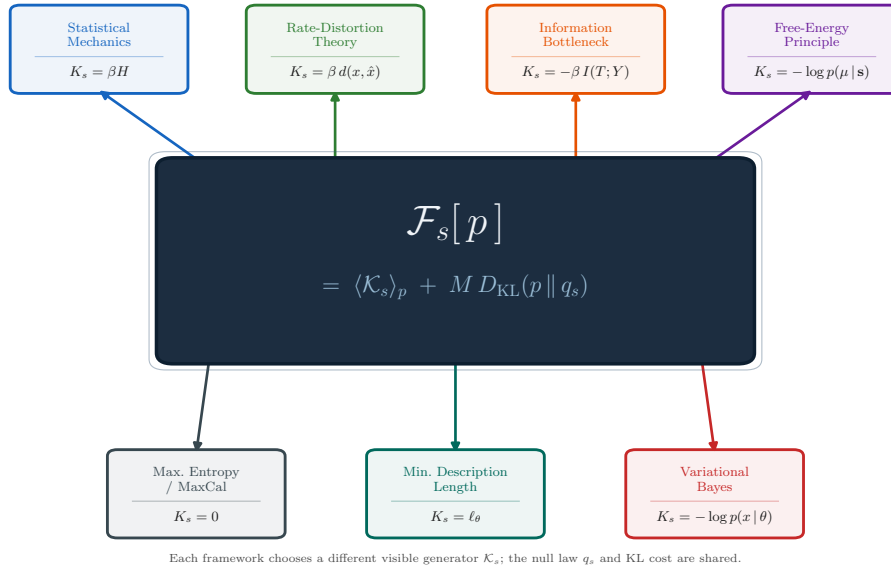 Statistical
Mechanics
K_s = βH
Rate-Distortion
Theory
K_s = β d(x, x̂)
Information
Bottleneck
K_s = −β I(T; Y)
Free-Energy
Principle
K_s = − log p(μ | s)
ℱ_s[ p ]
= ⟨𝒦_s⟩_p + M D_KL(p ‖ q_s)
Max. Entropy
/ MaxCal
K_s = 0
Min. Description
Length
K_s = ℓ_θ
Variational
Bayes
K_s = − log p(x | θ)
Each framework chooses a different visible generator 𝒦_s; the null law q_s and KL cost are shared.